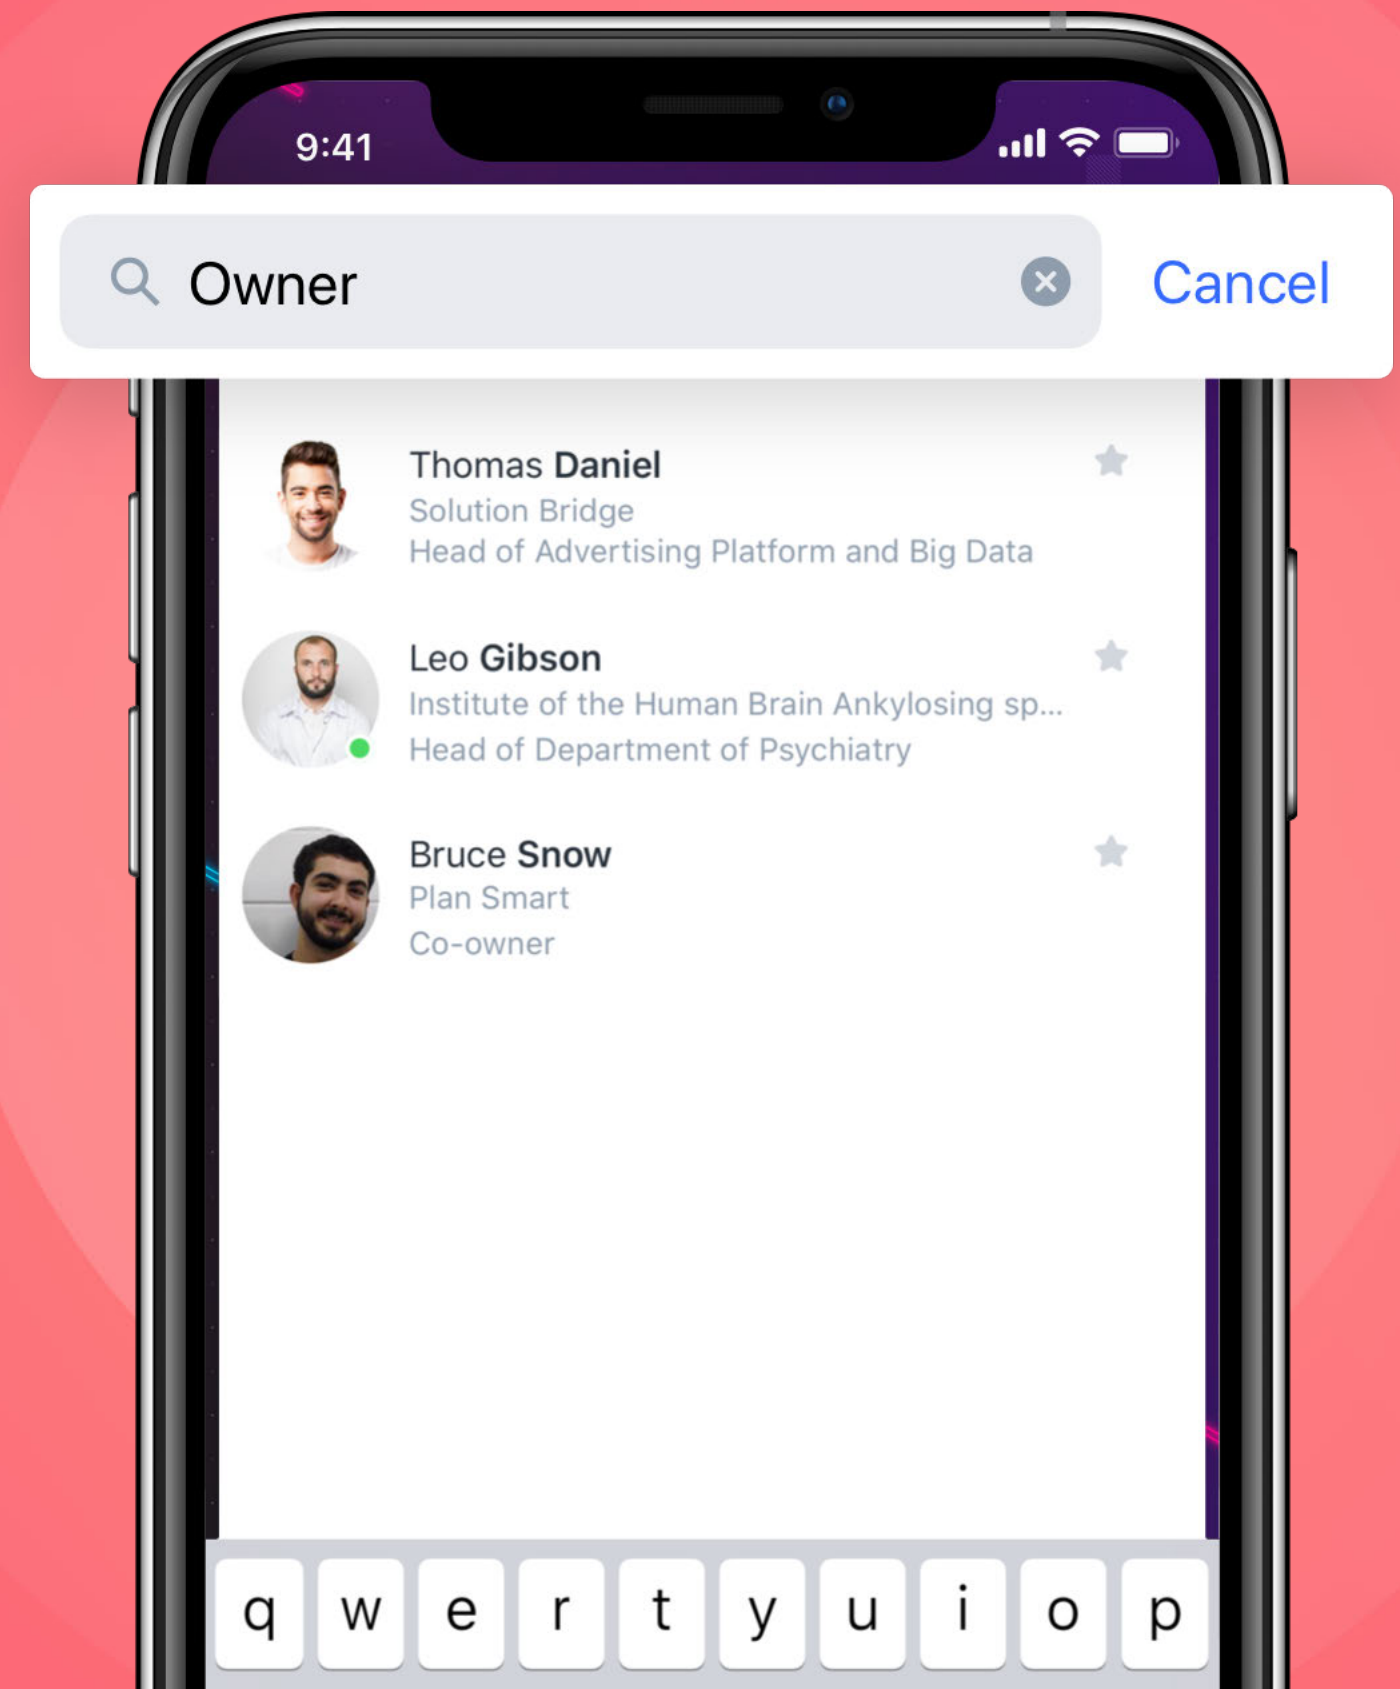 9:41
Owner
Cancel
Thomas Daniel
Solution Bridge
Head of Advertising Platform and Big Data
Leo Gibson
Institute of the Human Brain Ankylosing sp...
Head of Department of Psychiatry
Bruce Snow
Plan Smart
Co-owner
q w e r t y u i o p